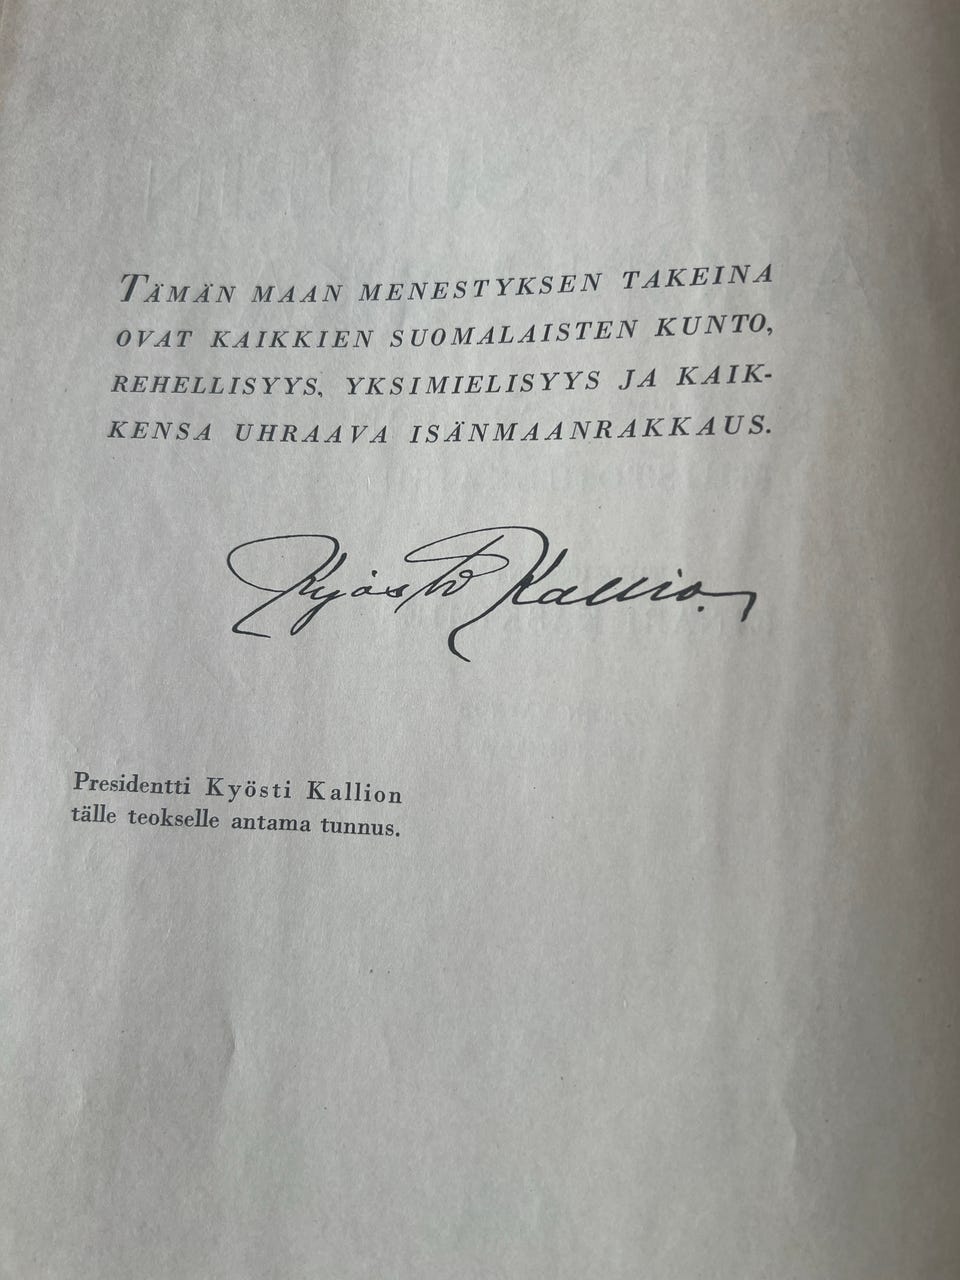 TÄMÄN MAAN MENESTYKSEN TAKEINA
OVAT KAIKKIEN SUOMALAISTEN KUNTO,
REHELLISYYS, YKSIMIELISYYS JA KAIK-
KENSA UHRAAVA ISÄNMAANRAKKAUS.
Kyösti Kallio.
Presidentti Kyösti Kallion
tälle teokselle antama tunnus.